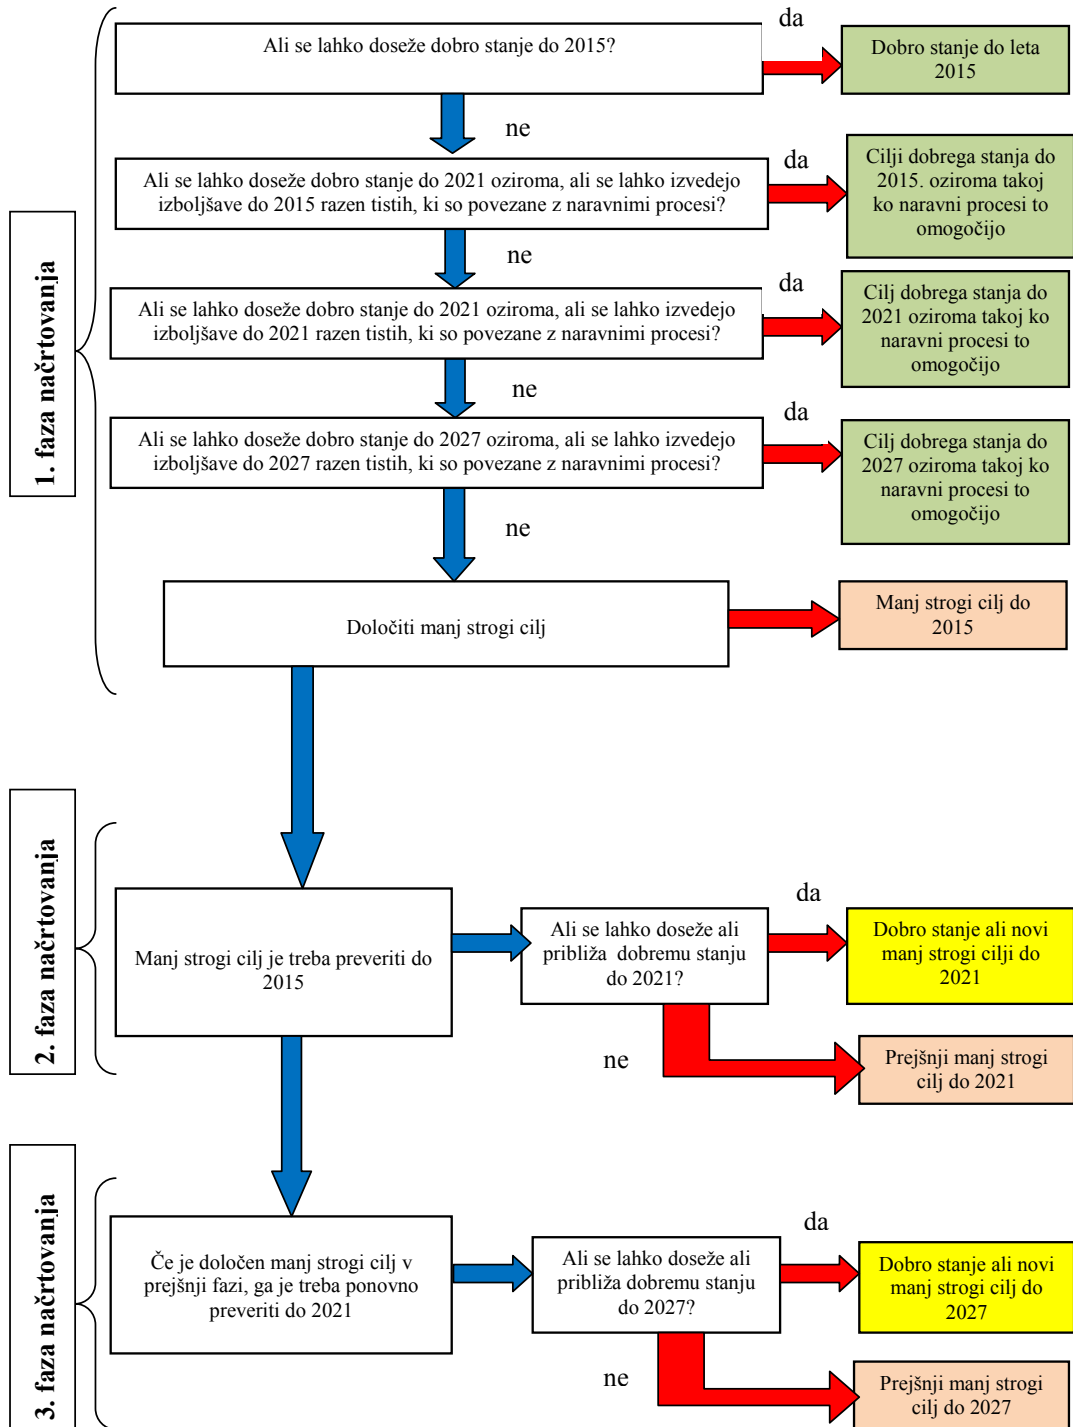 1. faza načrtovanja
Ali se lahko doseže dobro stanje do 2015?
da
Dobro stanje do leta
2015
ne
Ali se lahko doseže dobro stanje do 2021 oziroma, ali se lahko izvedejo
izboljšave do 2015 razen tistih, ki so povezane z naravnimi procesi?
da
Cilji dobrega stanja do
2015. oziroma takoj
ko naravni procesi to
omogočijo
ne
Ali se lahko doseže dobro stanje do 2021 oziroma, ali se lahko izvedejo
izboljšave do 2021 razen tistih, ki so povezane z naravnimi procesi?
da
Cilj dobrega stanja do
2021 oziroma takoj ko
naravni procesi to
omogočijo
ne
Ali se lahko doseže dobro stanje do 2027 oziroma, ali se lahko izvedejo
izboljšave do 2027 razen tistih, ki so povezane z naravnimi procesi?
da
Cilj dobrega stanja do
2027 oziroma takoj ko
naravni procesi to
omogočijo
ne
Določiti manj strogi cilj
Manj strogi cilj do
2015
2. faza načrtovanja
Manj strogi cilj je treba preveriti do
2015
Ali se lahko doseže ali
približa dobremu stanju
do 2021?
da
Dobro stanje ali novi
manj strogi cilji do
2021
ne
Prejšnji manj strogi
cilj do 2021
3. faza načrtovanja
Če je določen manj strogi cilj v
prejšnji fazi, ga je treba ponovno
preveriti do 2021
Ali se lahko doseže ali
približa dobremu stanju
do 2027?
da
Dobro stanje ali novi
manj strogi cilj do
2027
ne
Prejšnji manj strogi
cilj do 2027